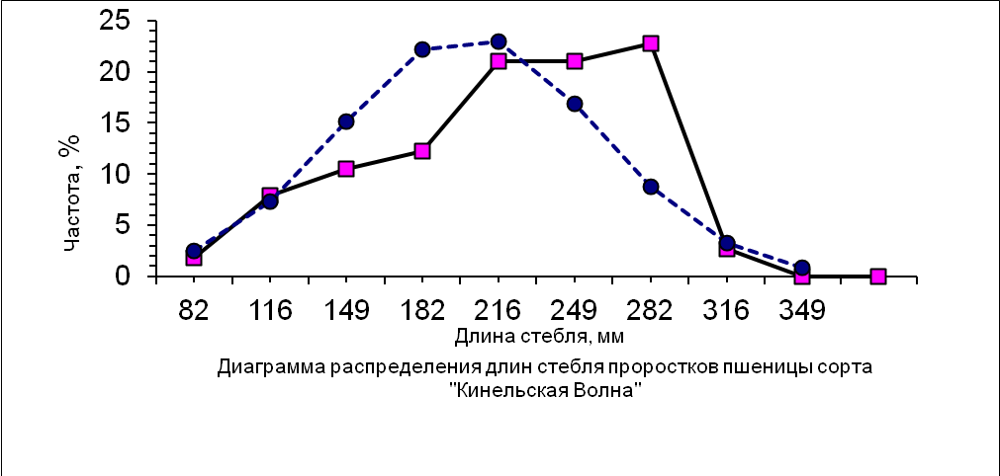 25
20
15
10
5
0
Частота, %
82 116 149 182 216 249 282 316 349
Длина стебля, мм
Диаграмма распределения длин стебля проростков пшеницы сорта
"Кинельская Волна"